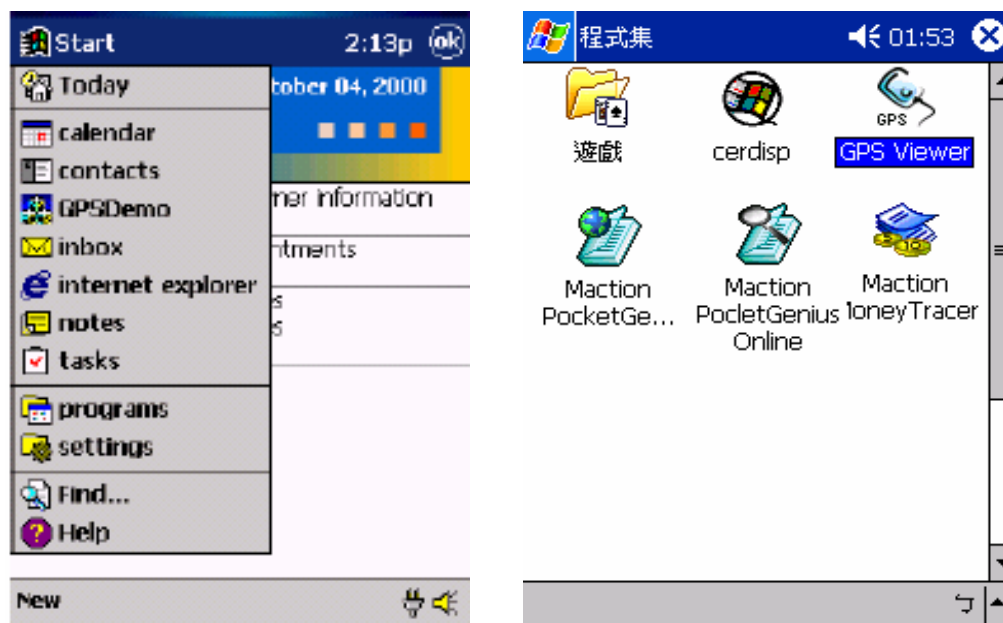 Start 2:13p ok
Today
tober 04, 2000
calendar
contacts
ner information
GPSDemo
inbox
ntments
internet explorer
s
notes
s
tasks
programs
settings
Find...
Help
New
程式集 01:53
GPS
遊戲 cerdisp GPS Viewer
Maction PocketGe...
Maction PocletGenius Online
Maction MoneyTracer
ㄅ